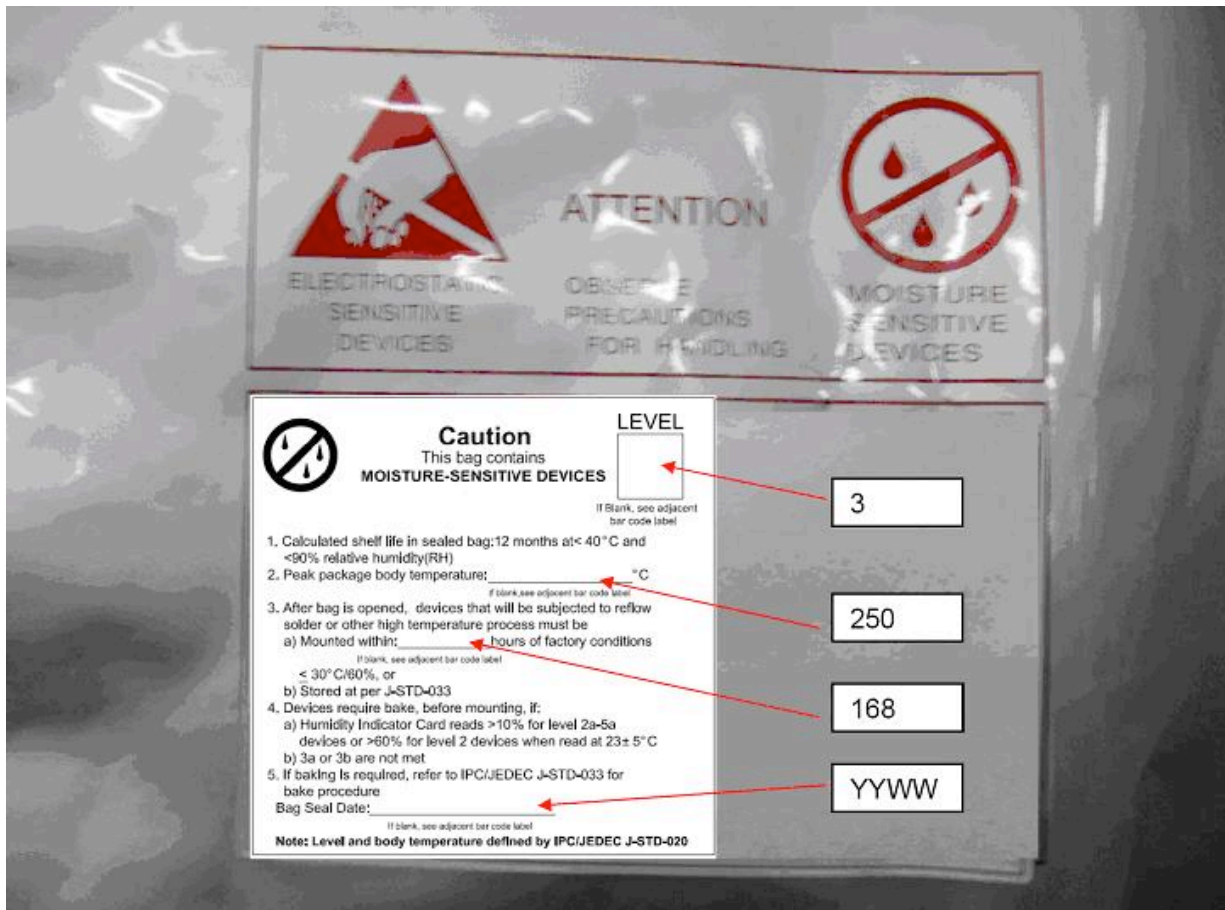 ATTENTION
ELECTROSTATIC
SENSITIVE
DEVICES
OBSERVE
PRECAUTIONS
FOR HANDLING
MOISTURE
SENSITIVE
DEVICES
Caution
This bag contains
MOISTURE-SENSITIVE DEVICES
LEVEL
If Blank, see adjacent
bar code label
3
1. Calculated shelf life in sealed bag:12 months at< 40°C and
<90% relative humidity(RH)
2. Peak package body temperature:_______________°C
if blank,see adjacent bar code label
250
3. After bag is opened, devices that will be subjected to reflow
solder or other high temperature process must be
a) Mounted within:__________ hours of factory conditions
If blank, see adjacent bar code label
≤ 30°C/60%, or
b) Stored at per J-STD-033
168
4. Devices require bake, before mounting, if;
a) Humidity Indicator Card reads >10% for level 2a-5a
devices or >60% for level 2 devices when read at 23± 5°C
b) 3a or 3b are not met
5. If baking is required, refer to IPC/JEDEC J-STD-033 for
bake procedure
Bag Seal Date:____________________
If blank, see adjacent bar code label
YYWW
Note: Level and body temperature defined by IPC/JEDEC J-STD-020